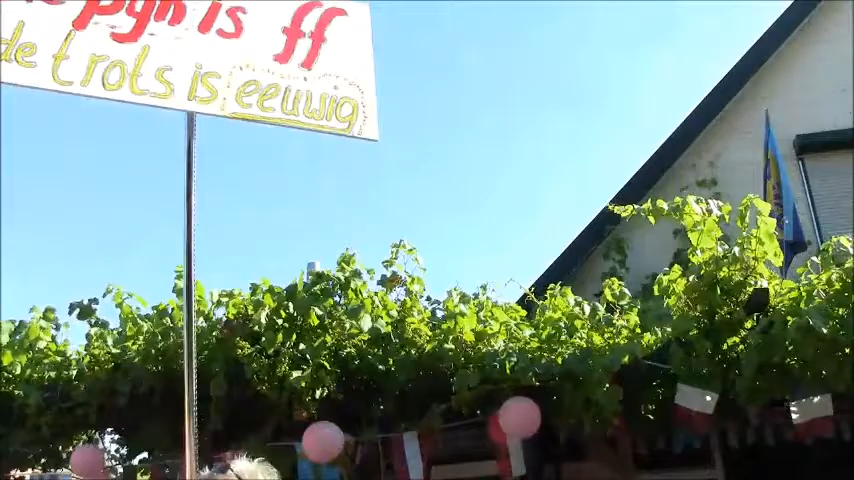 pyn is ff
de trots is eeuwig